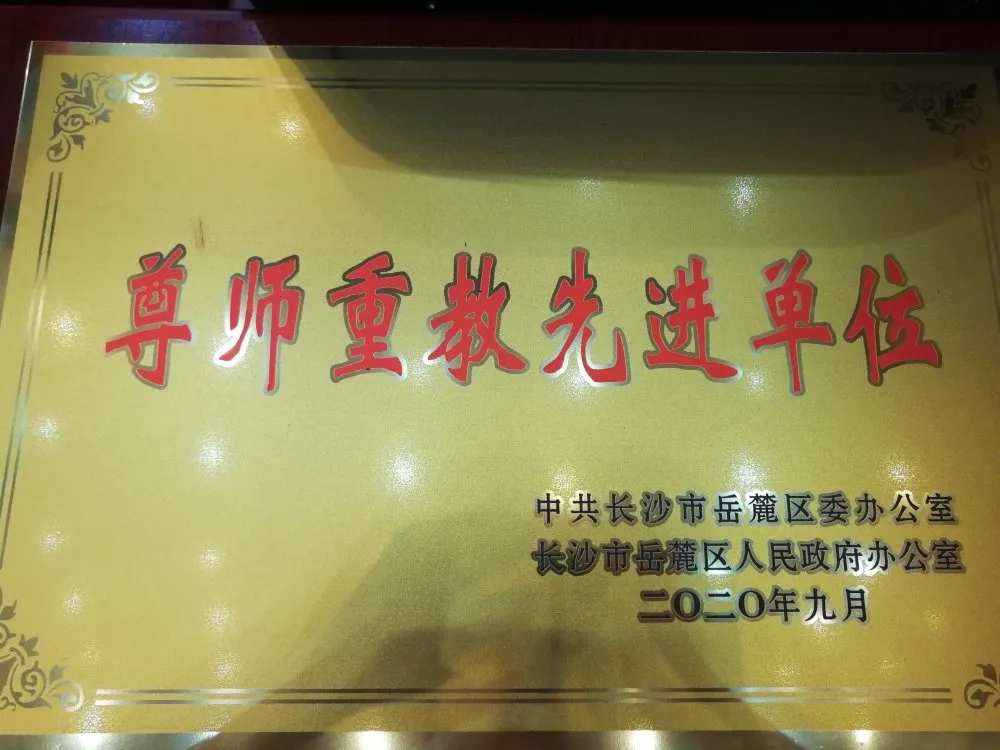 尊师重教先进单位
中共长沙市岳麓区委办公室
长沙市岳麓区人民政府办公室
二〇二〇年九月